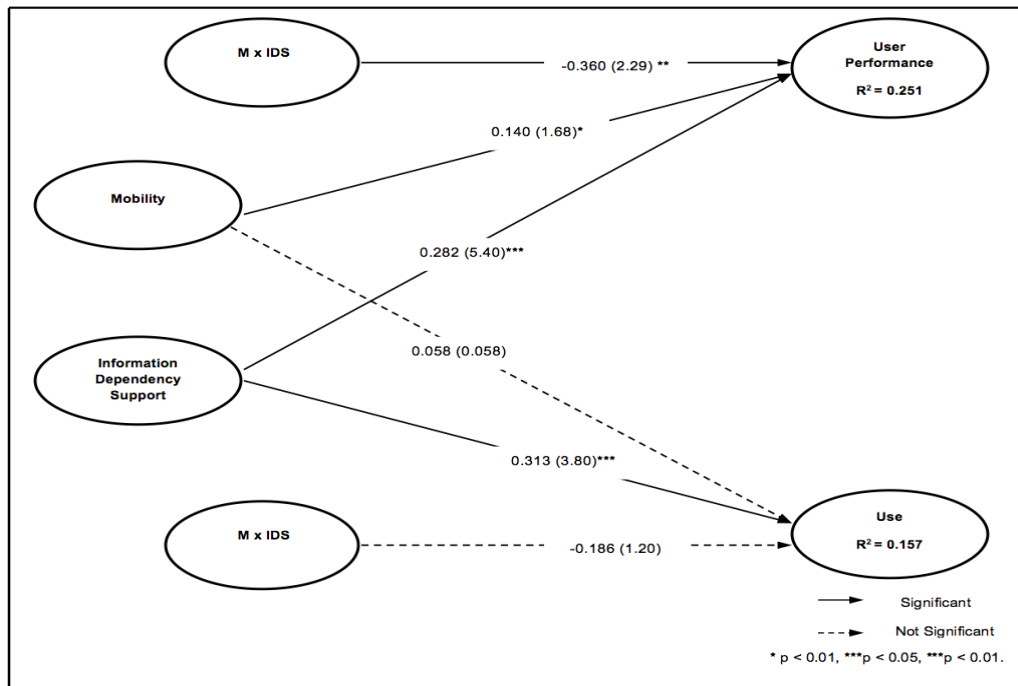 M x IDS
-0.360 (2.29) **
User
Performance
R² = 0.251
0.140 (1.68)*
Mobility
0.282 (5.40)***
0.058 (0.058)
Information
Dependency
Support
0.313 (3.80)***
M x IDS
-0.186 (1.20)
Use
R² = 0.157
Significant
Not Significant
* p < 0.01, ***p < 0.05, ***p < 0.01.